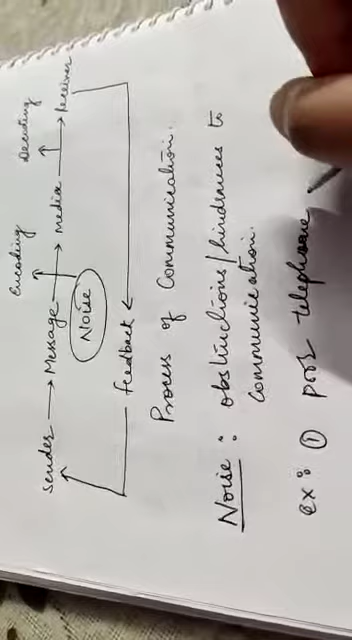 Encoding Decoding
Sender Message media Receiver
Noise
feedback
Process of Communication.
Noise: obstructions/hindrances to
Communication.
ex: ① poor telephone